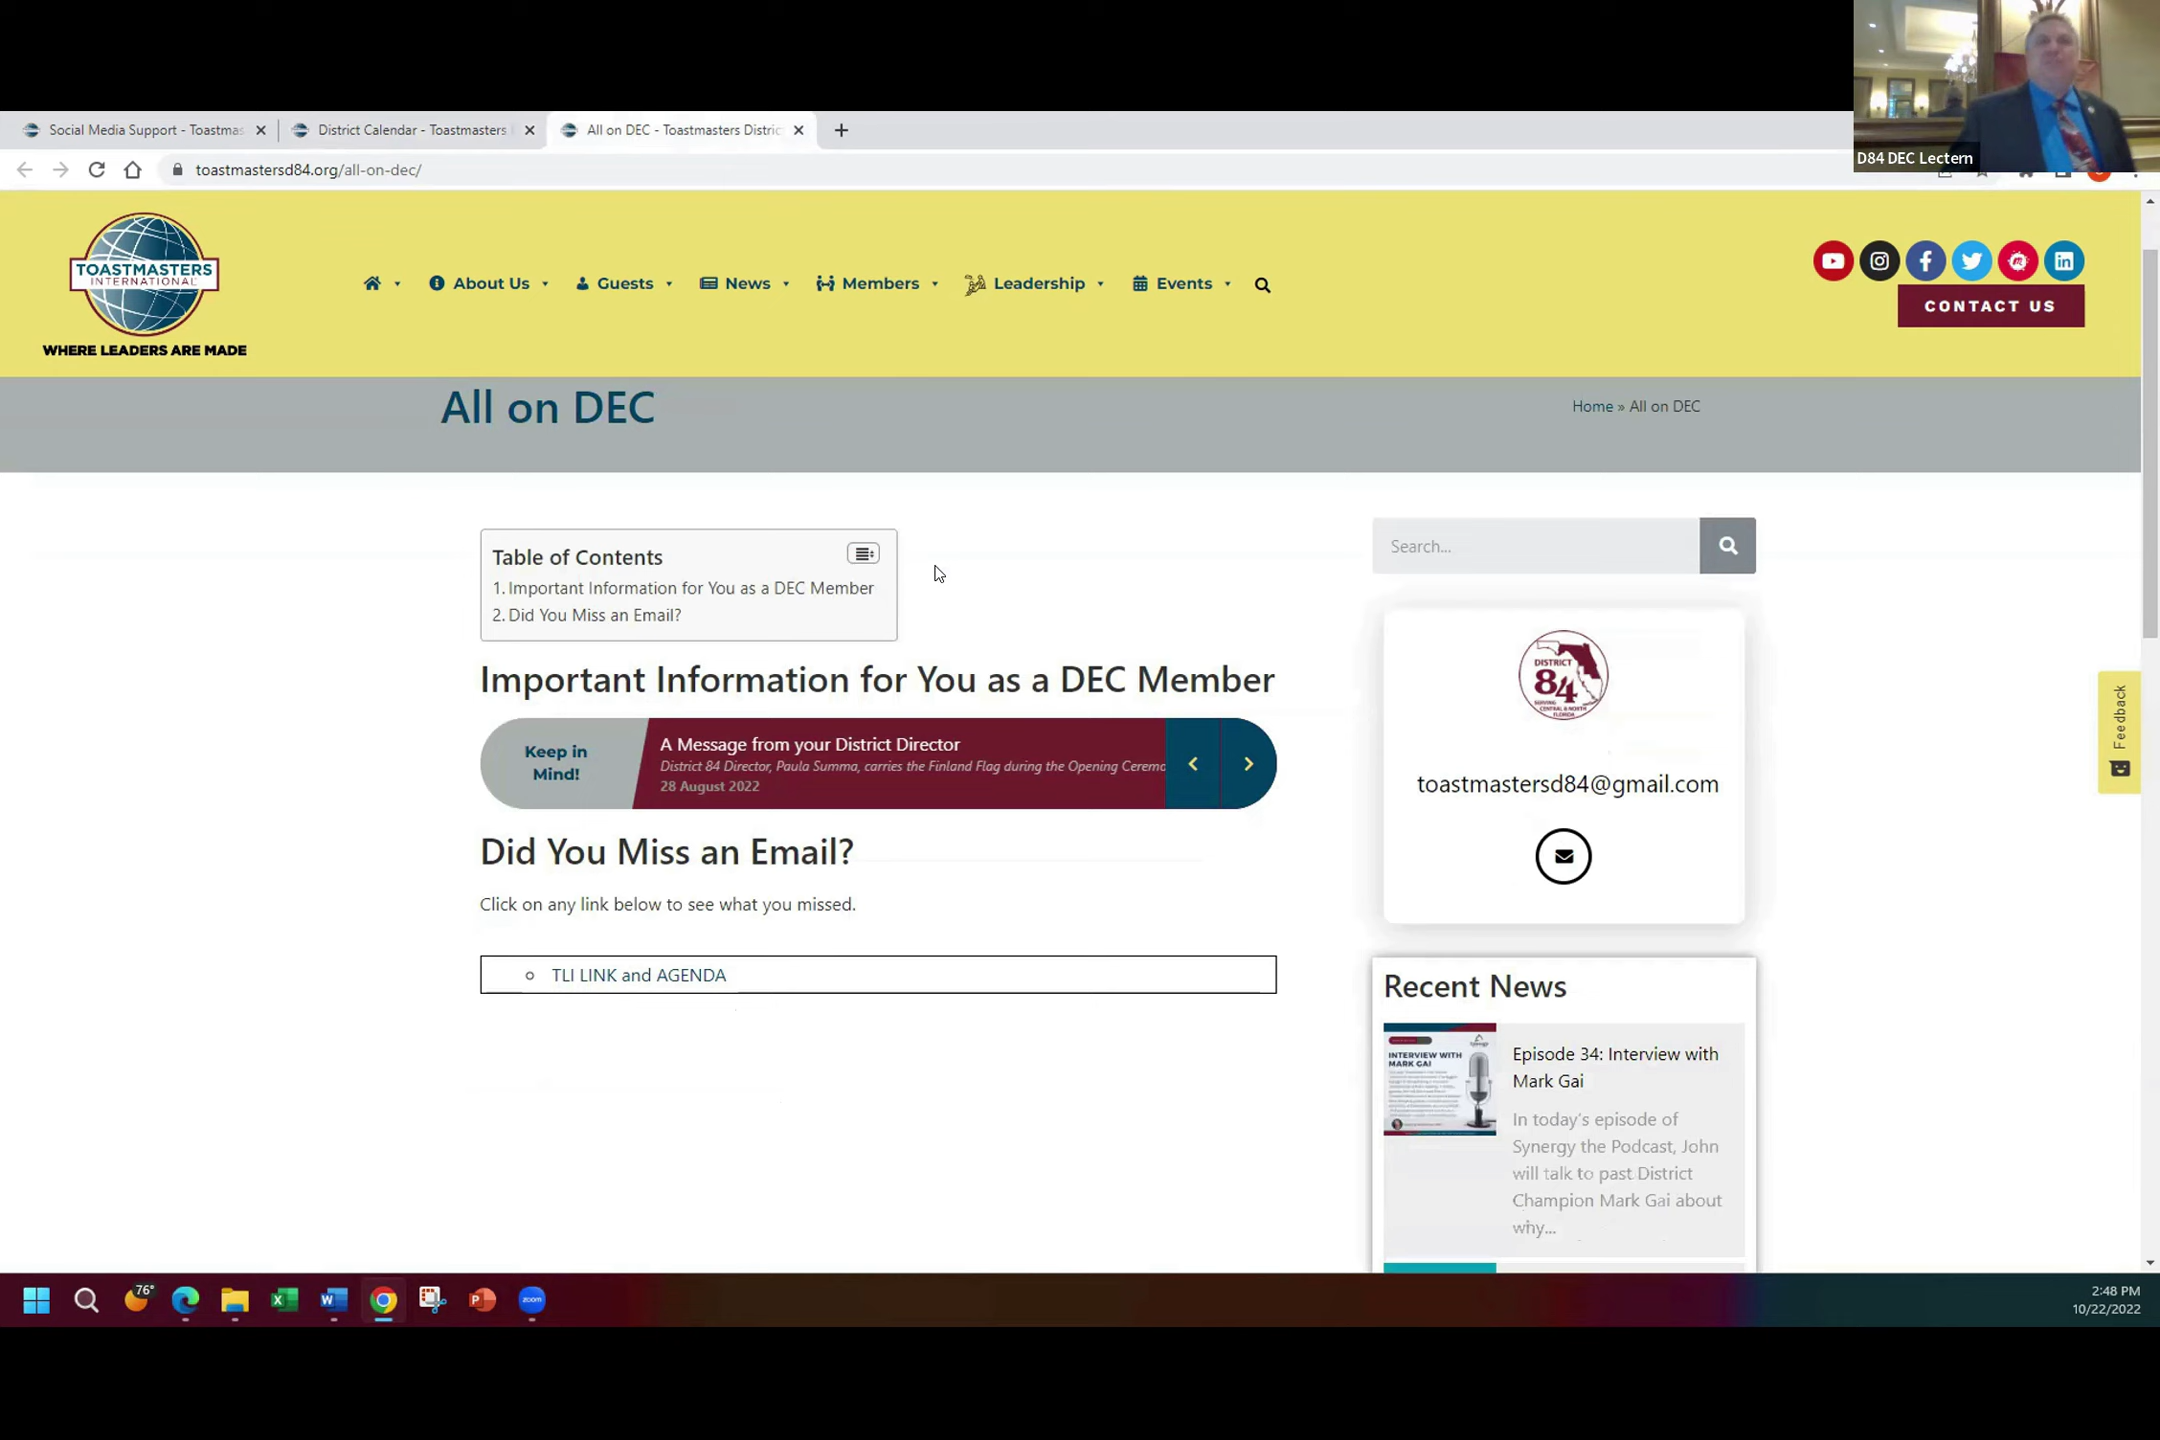 D84 DEC Lectern
Social Media Support - Toastmas
District Calendar - Toastmasters
All on DEC - Toastmasters Distric
toastmastersd84.org/all-on-dec/
TOASTMASTERS
INTERNATIONAL
WHERE LEADERS ARE MADE
About Us
Guests
News
Members
Leadership
Events
CONTACT US
All on DEC
Home » All on DEC
Table of Contents
1. Important Information for You as a DEC Member
2. Did You Miss an Email?
Search...
Important Information for You as a DEC Member
Keep in
Mind!
A Message from your District Director
District 84 Director, Paula Summa, carries the Finland Flag during the Opening Ceremo
28 August 2022
Did You Miss an Email?
Click on any link below to see what you missed.
TLI LINK and AGENDA
DISTRICT
84
SERVING
CENTRAL & NORTH
FLORIDA
toastmastersd84@gmail.com
Feedback
Recent News
INTERVIEW WITH
MARK GAI
Episode 34: Interview with
Mark Gai
In today's episode of
Synergy the Podcast, John
will talk to past District
Champion Mark Gai about
why...
76°
zoom
2:48 PM
10/22/2022